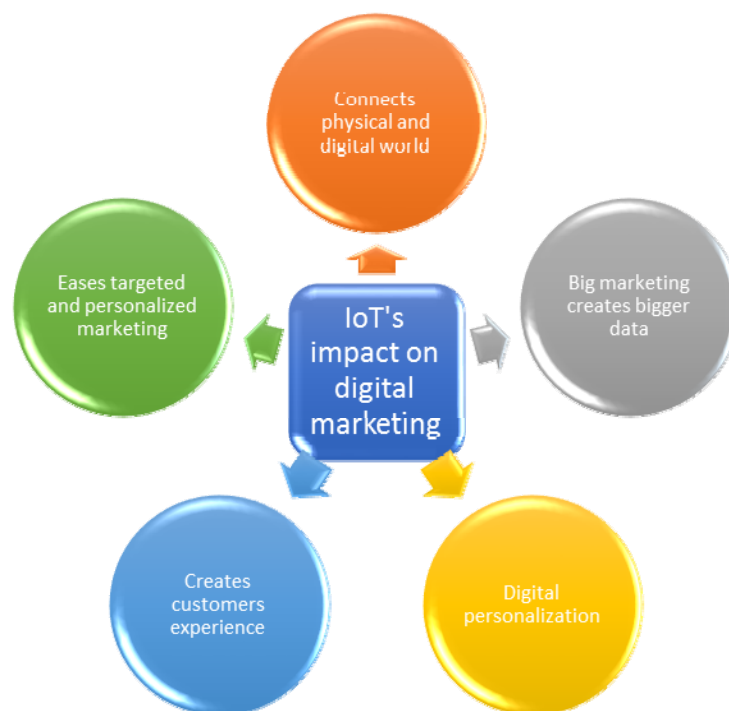 Connects
physical and
digital world
Eases targeted
and personalized
marketing
IoT's
impact on
digital
marketing
Big marketing
creates bigger
data
Creates
customers
experience
Digital
personalization